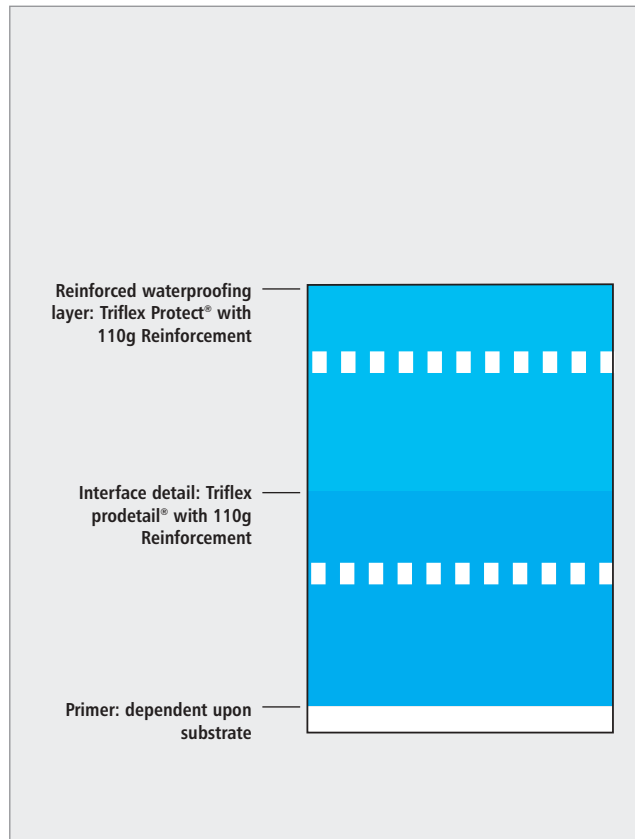 Reinforced waterproofing
layer: Triflex Protect® with
110g Reinforcement
Interface detail: Triflex
prodetail® with 110g
Reinforcement
Primer: dependent upon
substrate